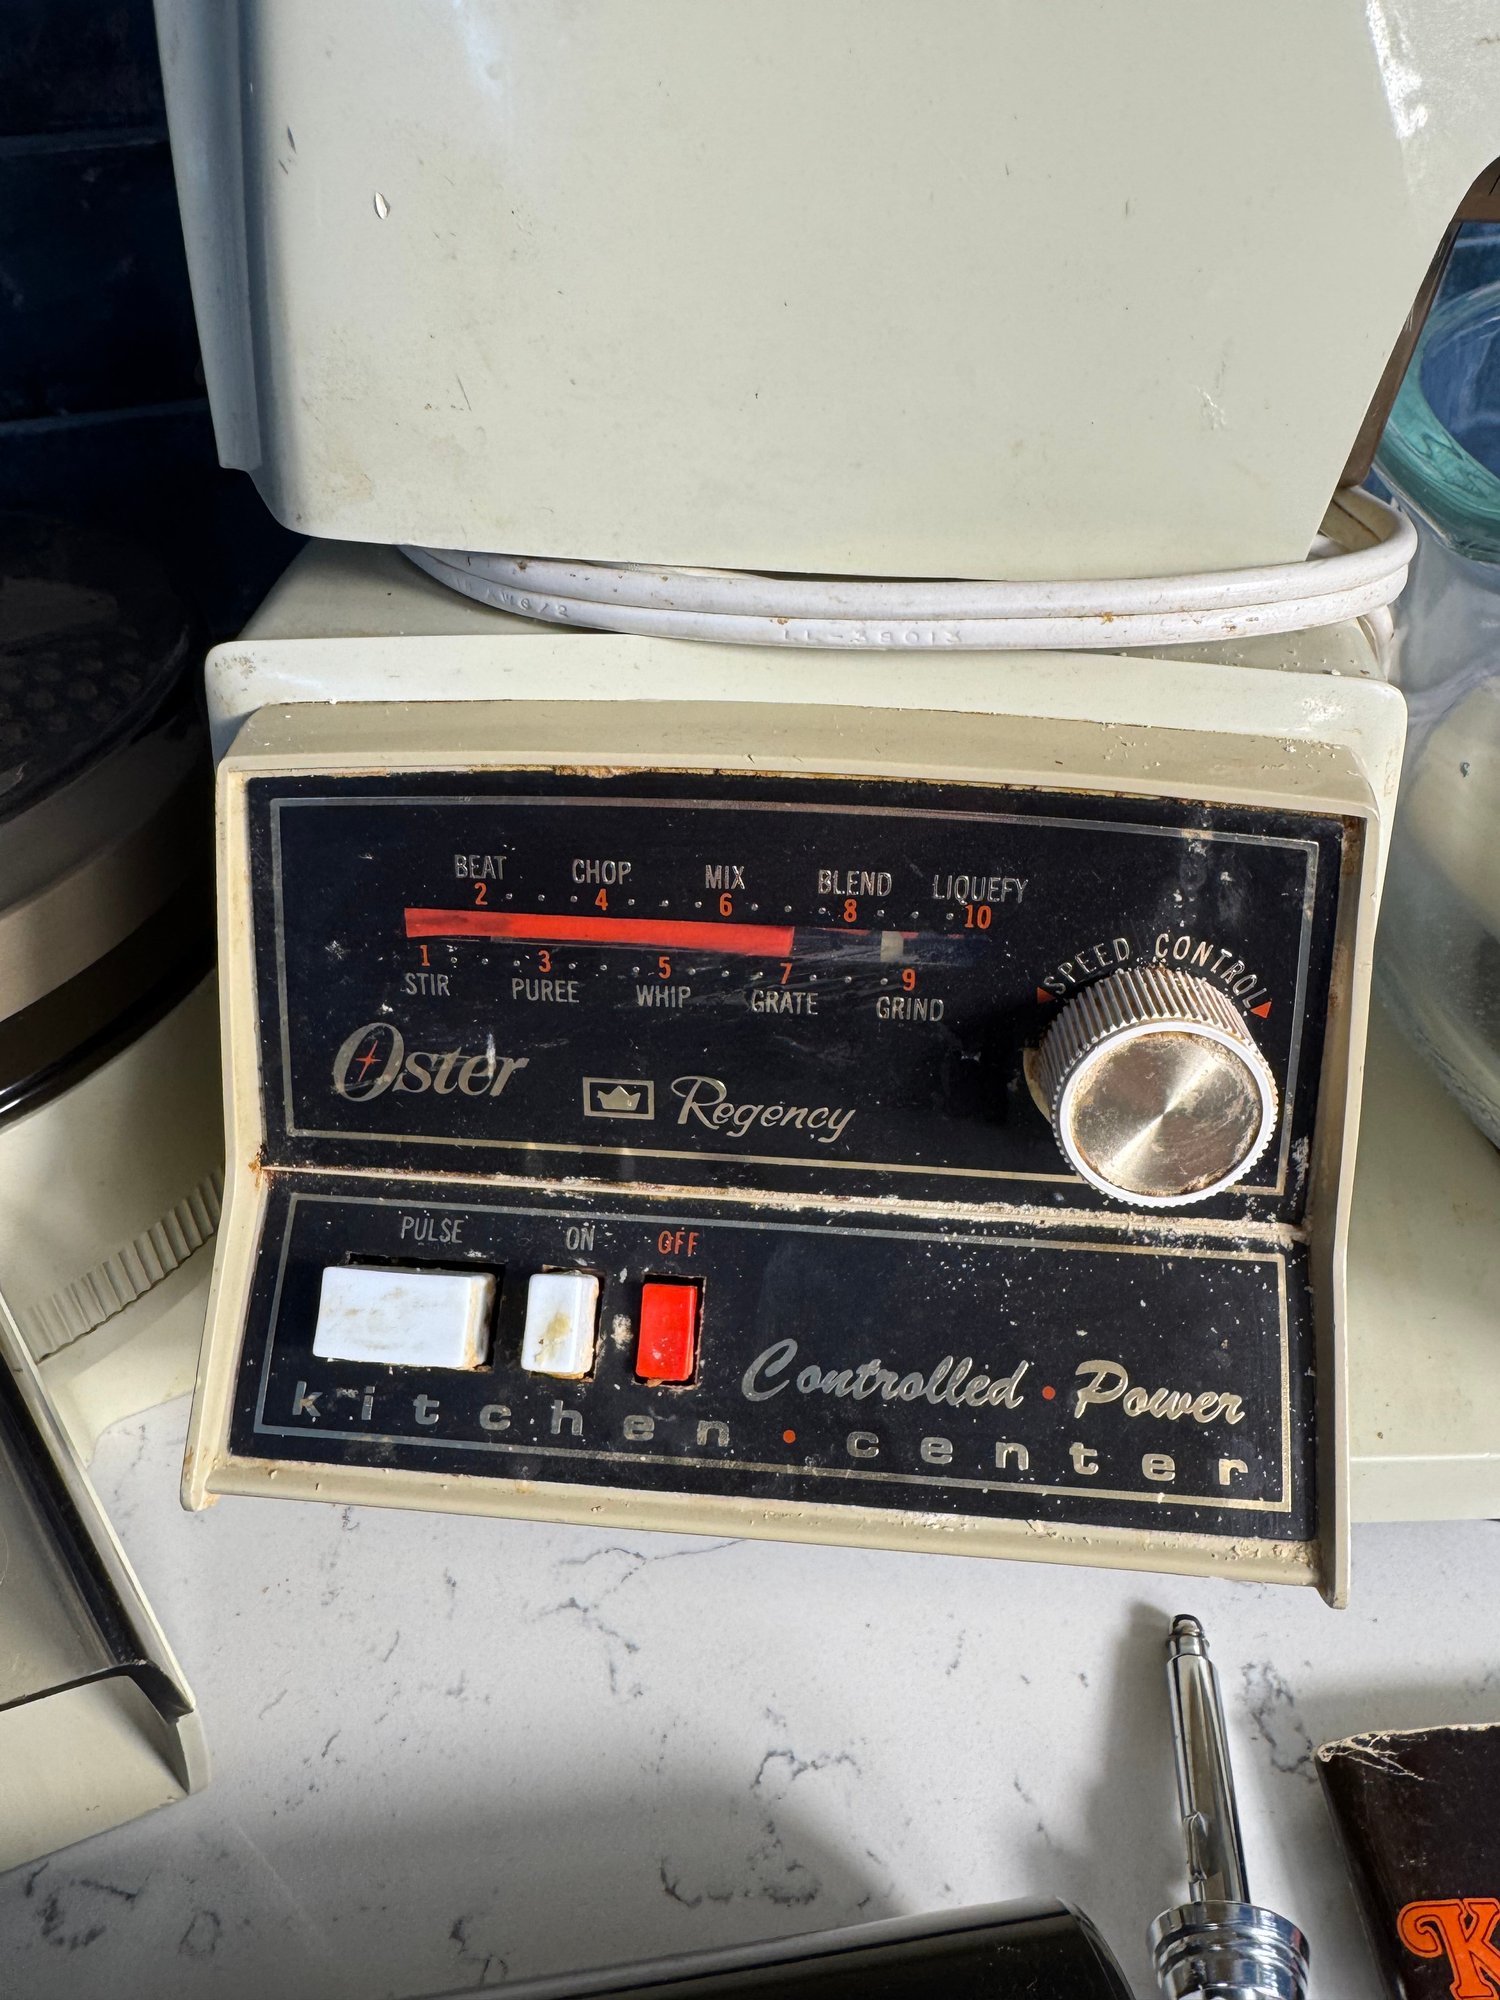 BEAT CHOP MIX BLEND LIQUEFY
2 4 6 8 10
1 3 5 7 9
STIR PUREE WHIP GRATE GRIND
SPEED CONTROL
Oster Regency
PULSE ON OFF
Controlled • Power
kitchen • center
K